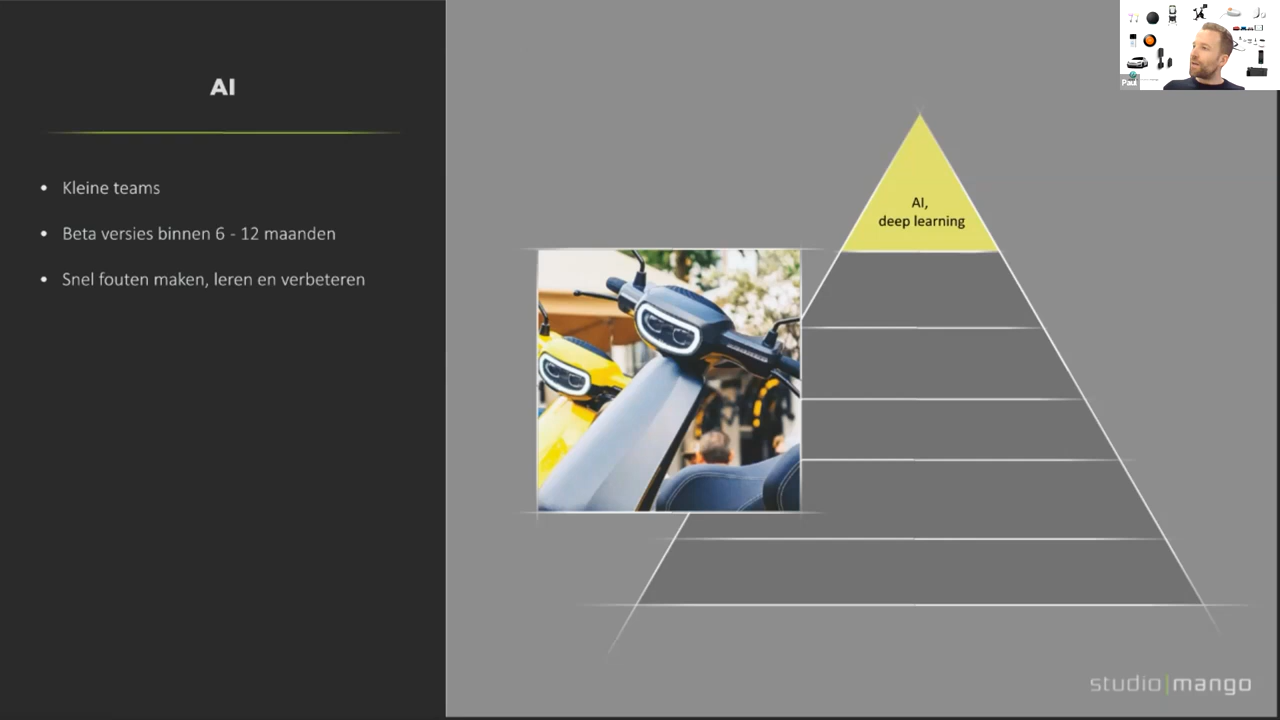 AI
Kleine teams
Beta versies binnen 6 - 12 maanden
Snel fouten maken, leren en verbeteren
AI,
deep learning
Paul
studio|mango